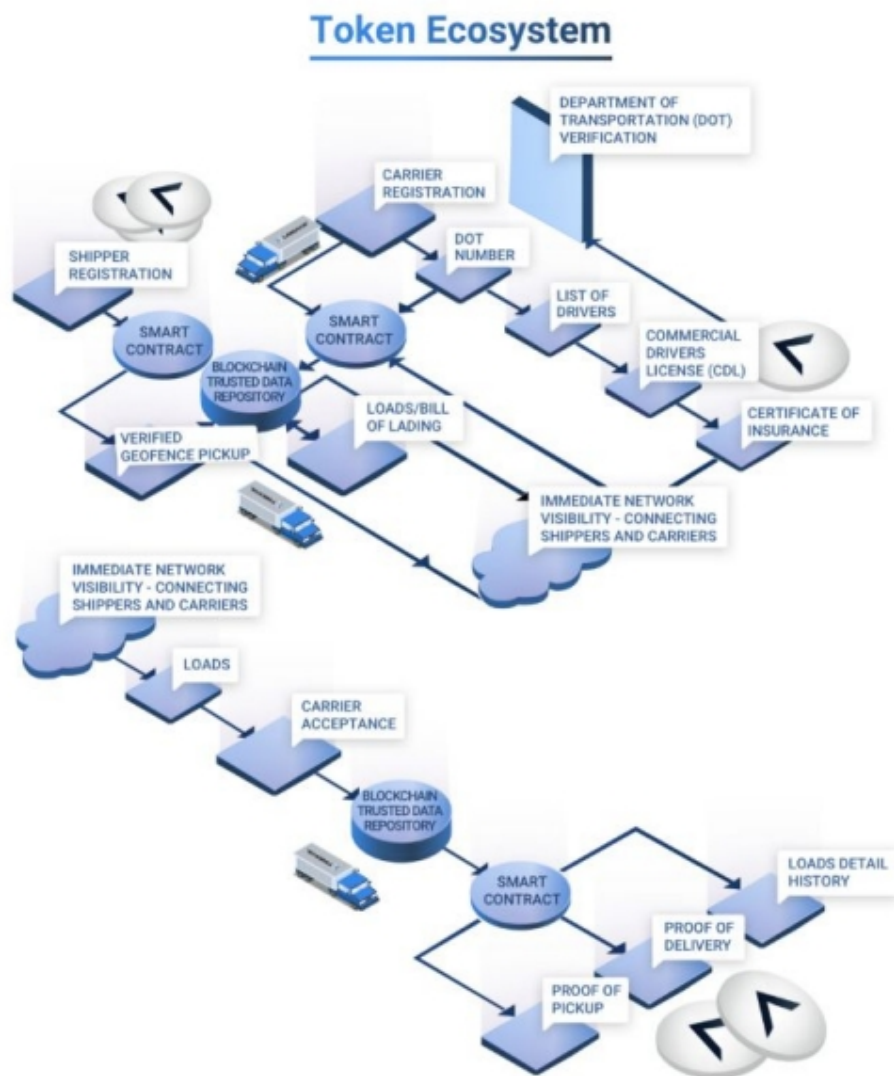 Token Ecosystem
DEPARTMENT OF
TRANSPORTATION (DOT)
VERIFICATION
CARRIER
REGISTRATION
SHIPPER
REGISTRATION
DOT
NUMBER
LIST OF
DRIVERS
SMART
CONTRACT
SMART
CONTRACT
COMMERCIAL
DRIVERS
LICENSE (CDL)
BLOCKCHAIN
TRUSTED DATA
REPOSITORY
LOADS/BILL
OF LADING
CERTIFICATE OF
INSURANCE
VERIFIED
GEOFENCE PICKUP
IMMEDIATE NETWORK
VISIBILITY - CONNECTING
SHIPPERS AND CARRIERS
IMMEDIATE NETWORK
VISIBILITY - CONNECTING
SHIPPERS AND CARRIERS
LOADS
CARRIER
ACCEPTANCE
BLOCKCHAIN
TRUSTED DATA
REPOSITORY
SMART
CONTRACT
LOADS DETAIL
HISTORY
PROOF OF
DELIVERY
PROOF OF
PICKUP